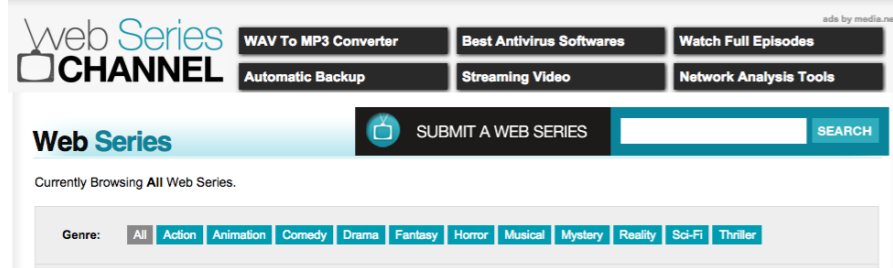 ads by media.ne
Web Series
CHANNEL
WAV To MP3 Converter Best Antivirus Softwares Watch Full Episodes
Automatic Backup Streaming Video Network Analysis Tools
Web Series
SUBMIT A WEB SERIES
SEARCH
Currently Browsing All Web Series.
Genre: All Action Animation Comedy Drama Fantasy Horror Musical Mystery Reality Sci-Fi Thriller